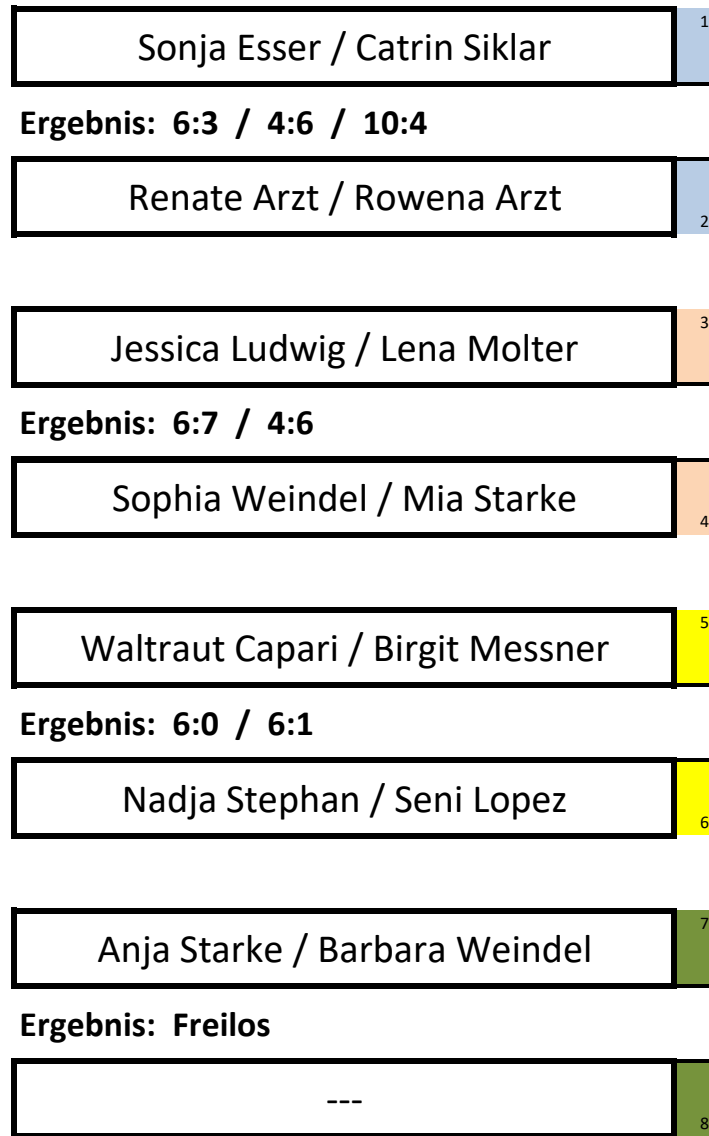 Sonja Esser / Catrin Siklar
1
Ergebnis: 6:3 / 4:6 / 10:4
Renate Arzt / Rowena Arzt
2
Jessica Ludwig / Lena Molter
3
Ergebnis: 6:7 / 4:6
Sophia Weindel / Mia Starke
4
Waltraut Capari / Birgit Messner
5
Ergebnis: 6:0 / 6:1
Nadja Stephan / Seni Lopez
6
Anja Starke / Barbara Weindel
7
Ergebnis: Freilos
---
8